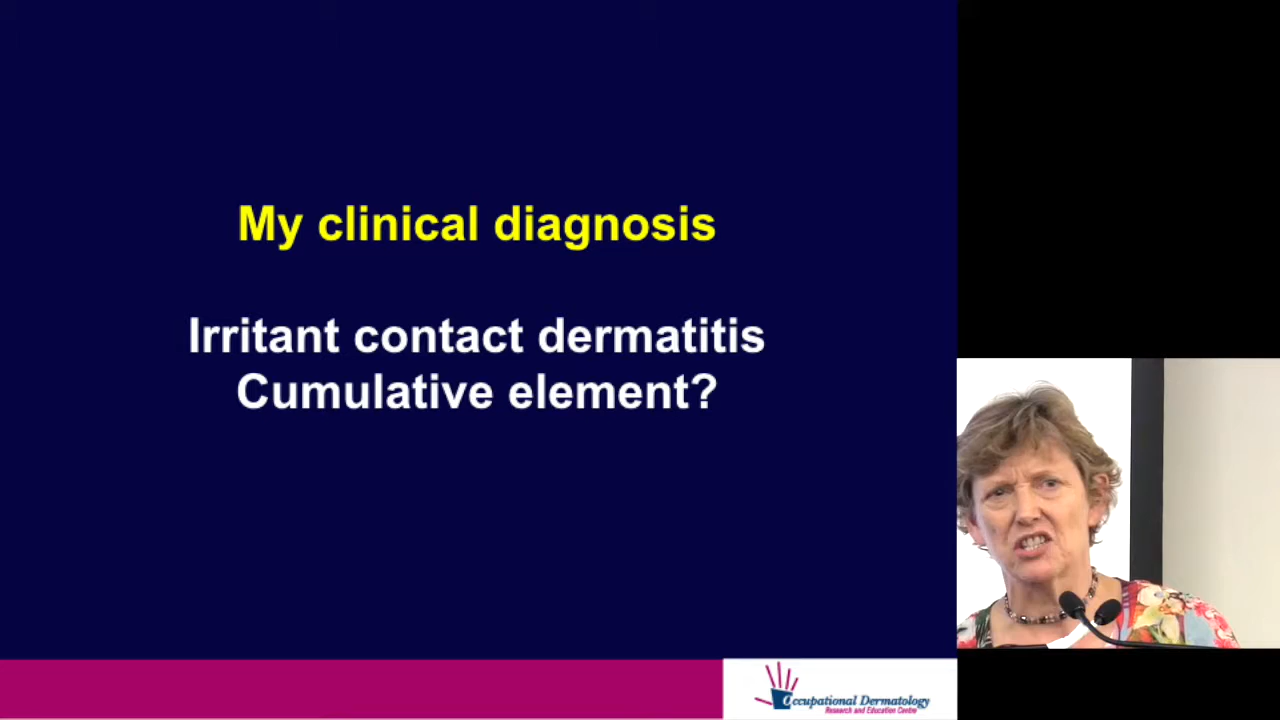 My clinical diagnosis
Irritant contact dermatitis
Cumulative element?
Occupational Dermatology
Research and Education Centre